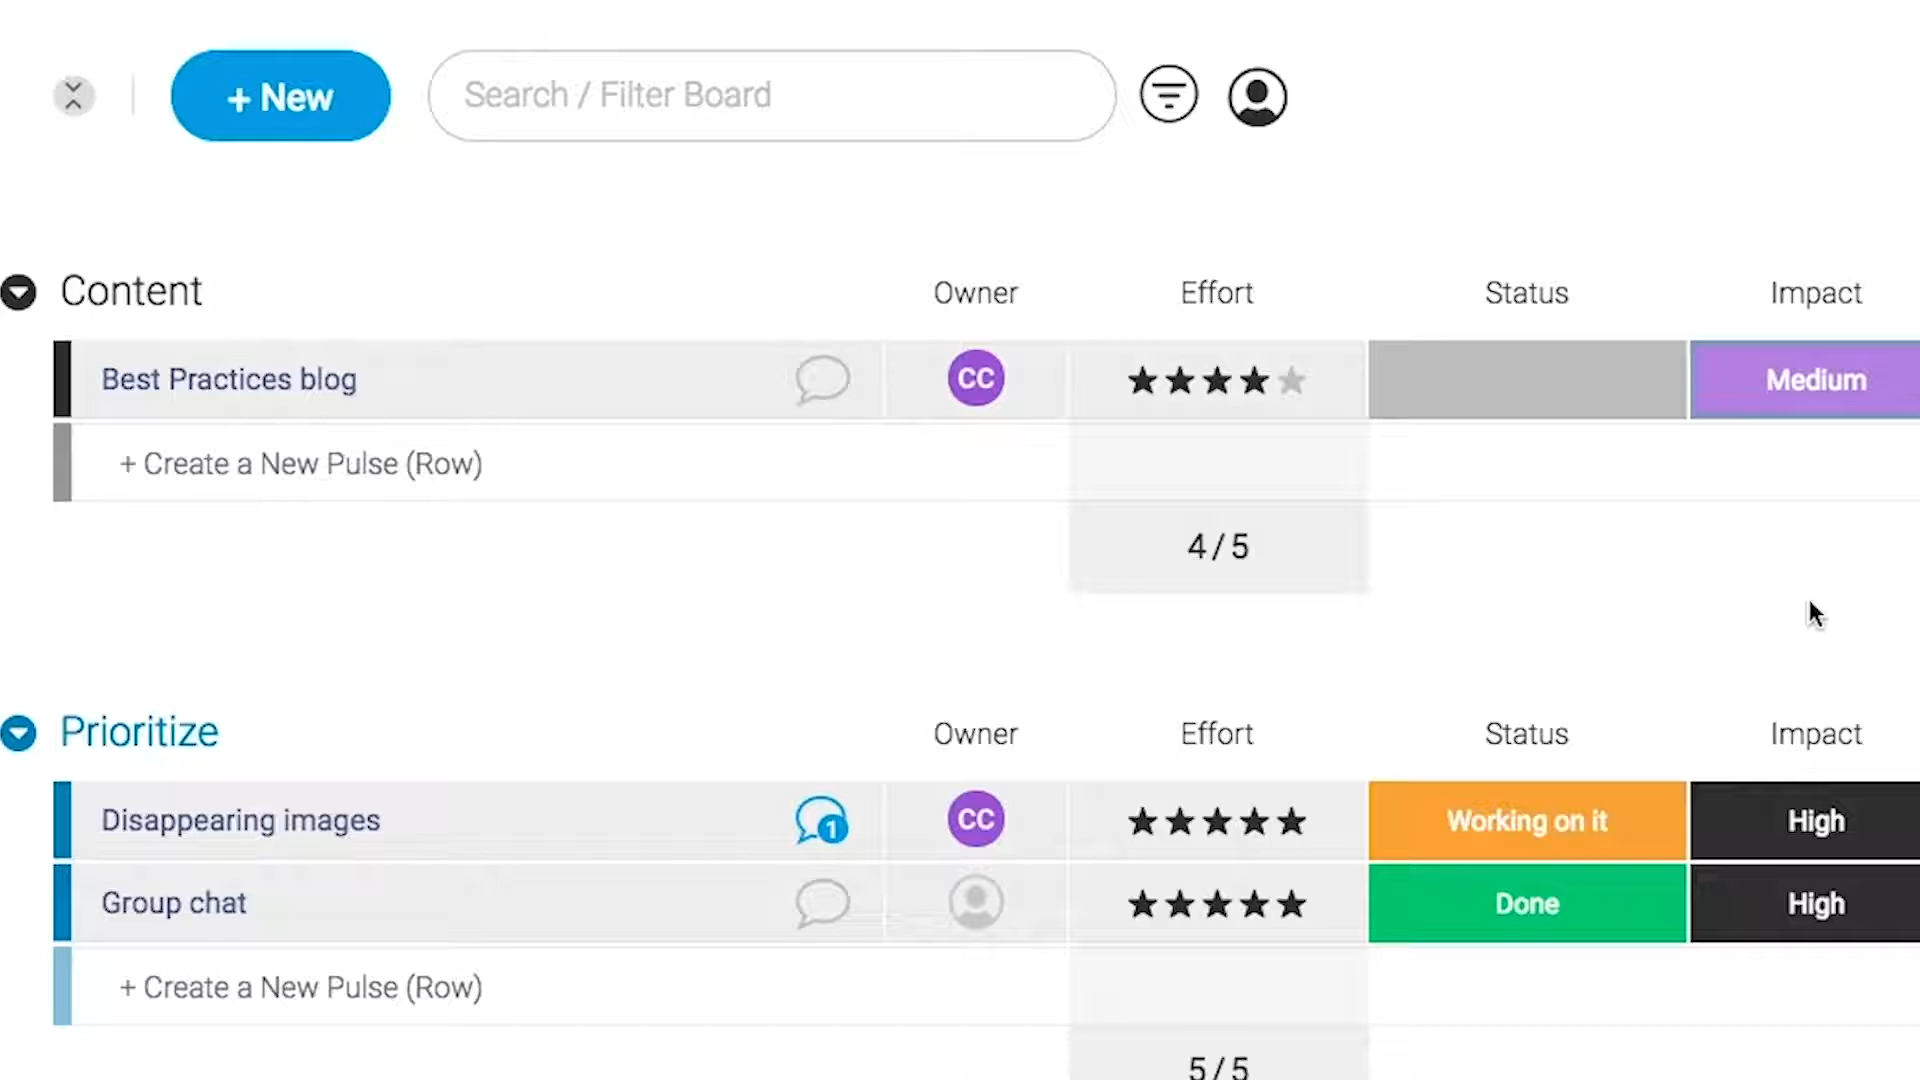 + New
Search / Filter Board
Content Owner Effort Status Impact
Best Practices blog CC Medium
+ Create a New Pulse (Row)
4 / 5
Prioritize Owner Effort Status Impact
Disappearing images 1 CC Working on it High
Group chat Done High
+ Create a New Pulse (Row)
5 / 5